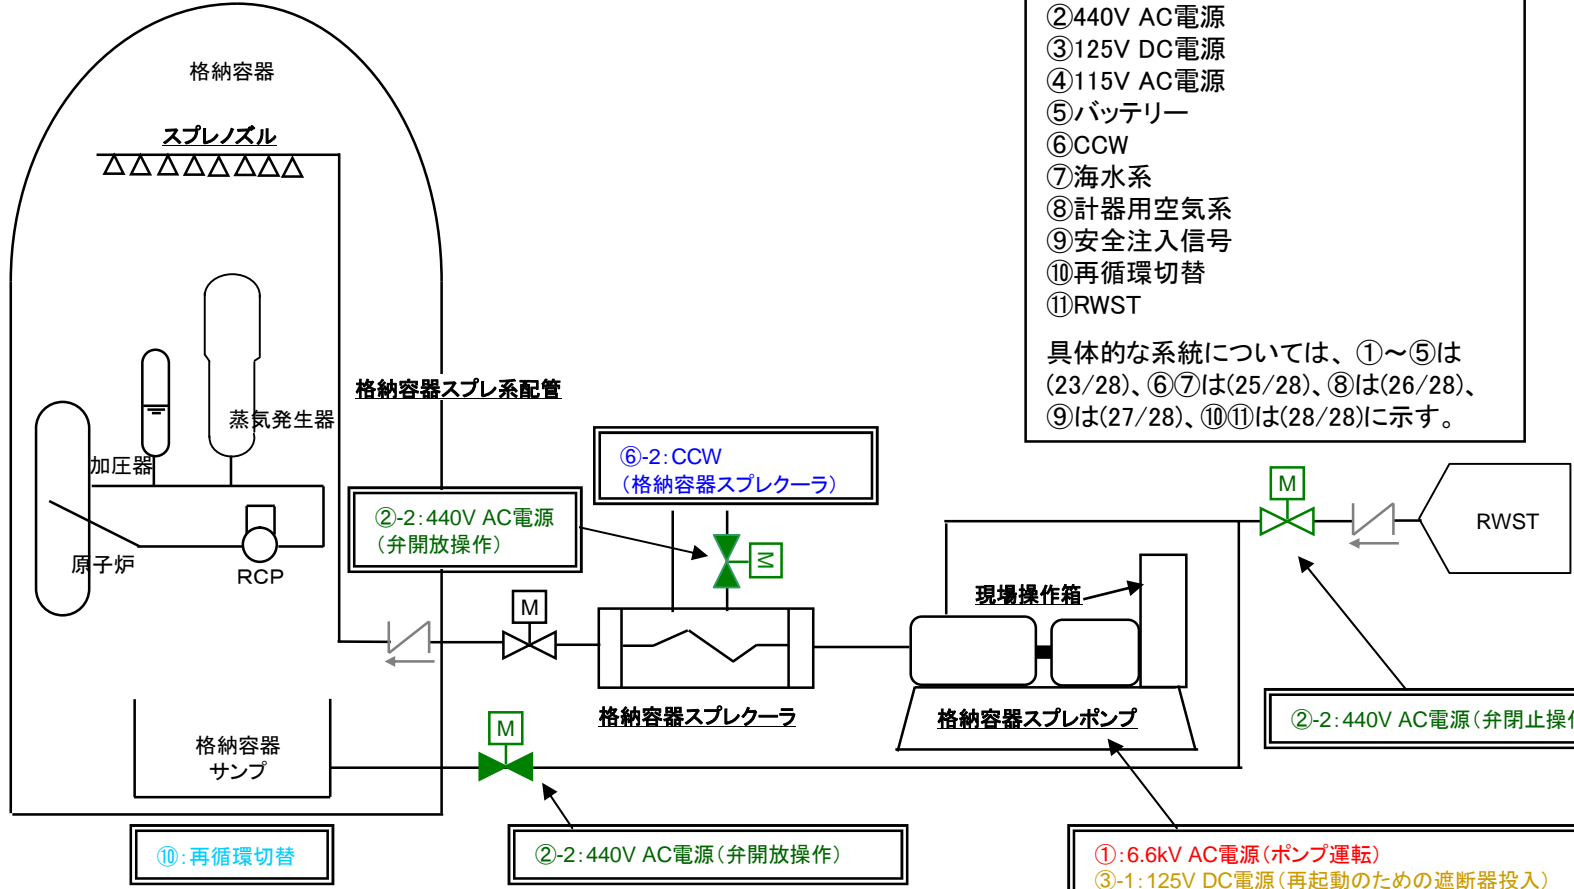 ②440V AC電源
③125V DC電源
④115V AC電源
⑤バッテリー
⑥CCW
⑦海水系
⑧計器用空気系
⑨安全注入信号
⑩再循環切替
⑪RWST
具体的な系統については、①～⑤は
(23/28)、⑥⑦は(25/28)、⑧は(26/28)、
⑨は(27/28)、⑩⑪は(28/28)に示す。
格納容器
スプレノズル
格納容器スプレ系配管
蒸気発生器
加圧器
原子炉
RCP
②-2：440V AC電源
（弁開放操作）
⑥-2：CCW
（格納容器スプレクーラ）
M
M
M
RWST
現場操作箱
格納容器スプレクーラ
格納容器スプレポンプ
②-2：440V AC電源（弁閉止操
格納容器
サンプ
M
⑩：再循環切替
②-2：440V AC電源（弁開放操作）
①：6.6kV AC電源（ポンプ運転）
③-1：125V DC電源（再起動のための遮断器投入）